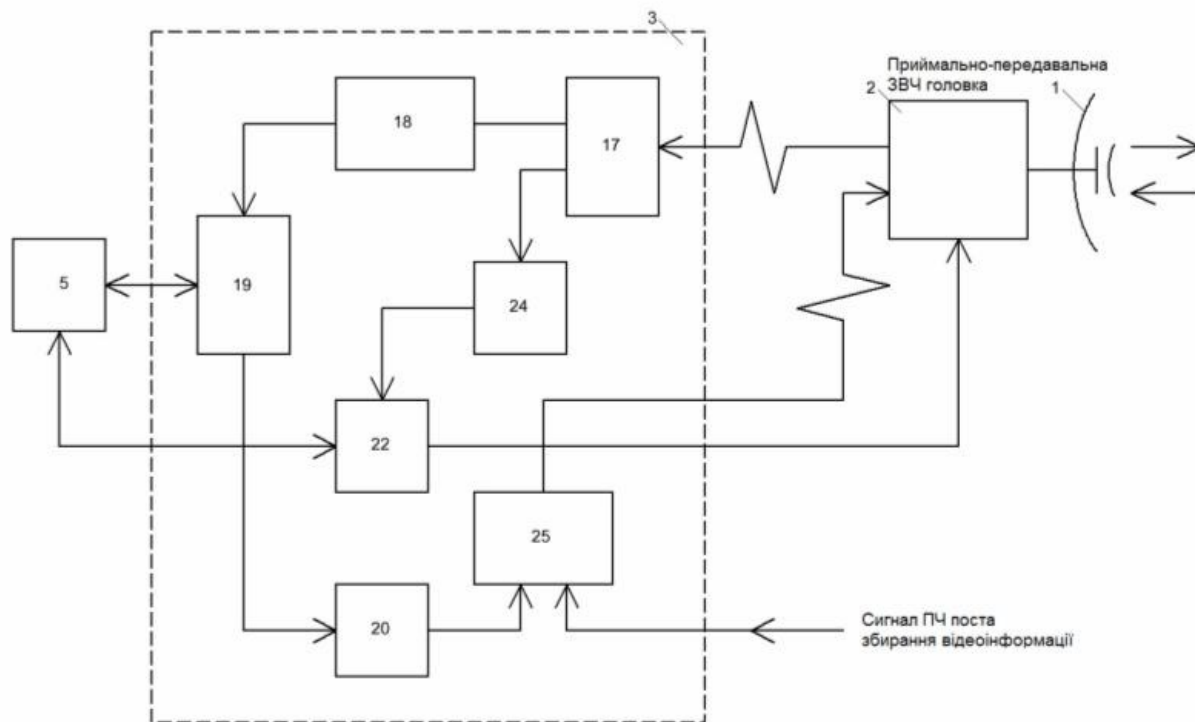 3
Приймально-передавальна
ЗВЧ головка
2
1
18
17
5
19
24
22
25
20
Сигнал ПЧ поста
збирання відеоінформації